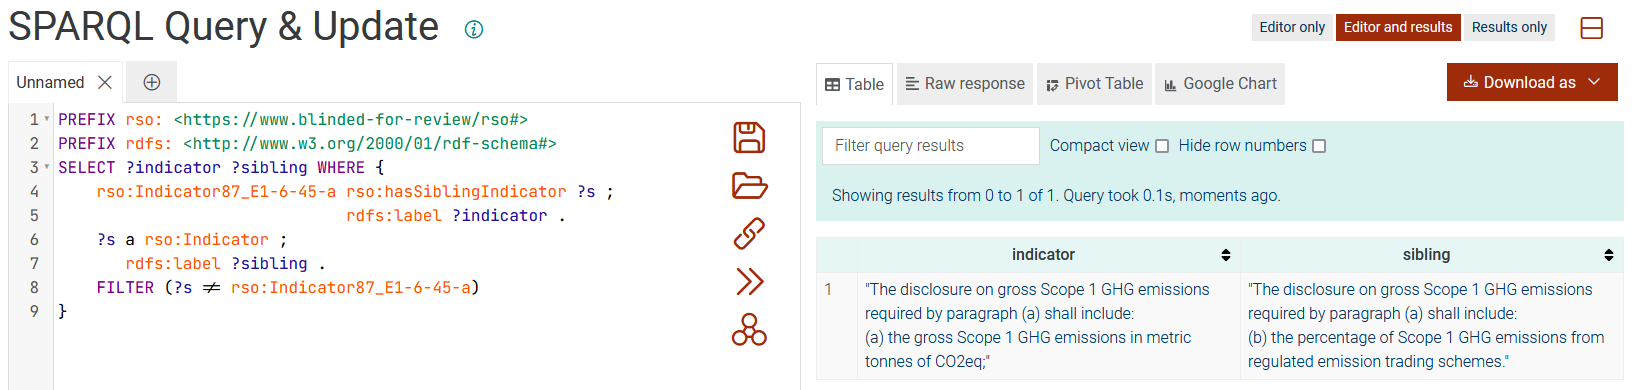 SPARQL Query & Update
Editor only
Editor and results
Results only
Unnamed
1 PREFIX rso: <https://www.blinded-for-review/rso#>
2 PREFIX rdfs: <http://www.w3.org/2000/01/rdf-schema#>
3 SELECT ?indicator ?sibling WHERE {
4 rso:Indicator87_E1-6-45-a rso:hasSiblingIndicator ?s ;
5 rdfs:label ?indicator .
6 ?s a rso:Indicator ;
7 rdfs:label ?sibling .
8 FILTER (?s ≠ rso:Indicator87_E1-6-45-a)
9 }
Table
Raw response
Pivot Table
Google Chart
Download as
Filter query results
Compact view
Hide row numbers
Showing results from 0 to 1 of 1. Query took 0.1s, moments ago.
indicator
sibling
1
"The disclosure on gross Scope 1 GHG emissions
required by paragraph (a) shall include:
(a) the gross Scope 1 GHG emissions in metric
tonnes of CO2eq;"
"The disclosure on gross Scope 1 GHG emissions
required by paragraph (a) shall include:
(b) the percentage of Scope 1 GHG emissions from
regulated emission trading schemes."